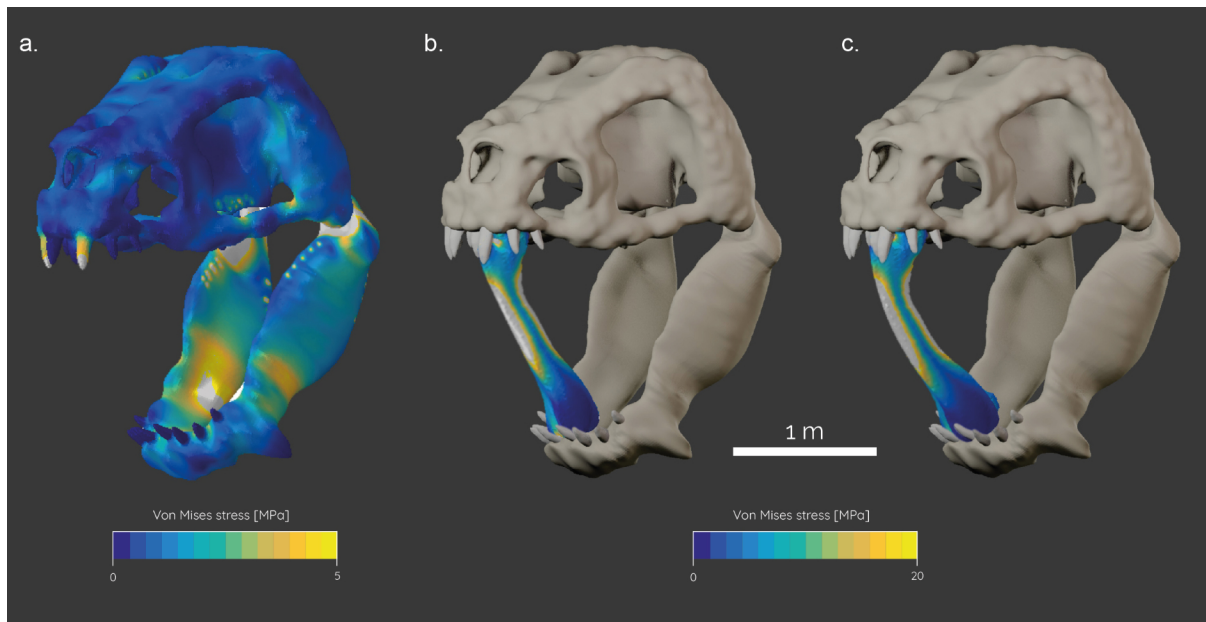 a.
b.
c.
1 m
Von Mises stress [MPa]
0
5
Von Mises stress [MPa]
0
20